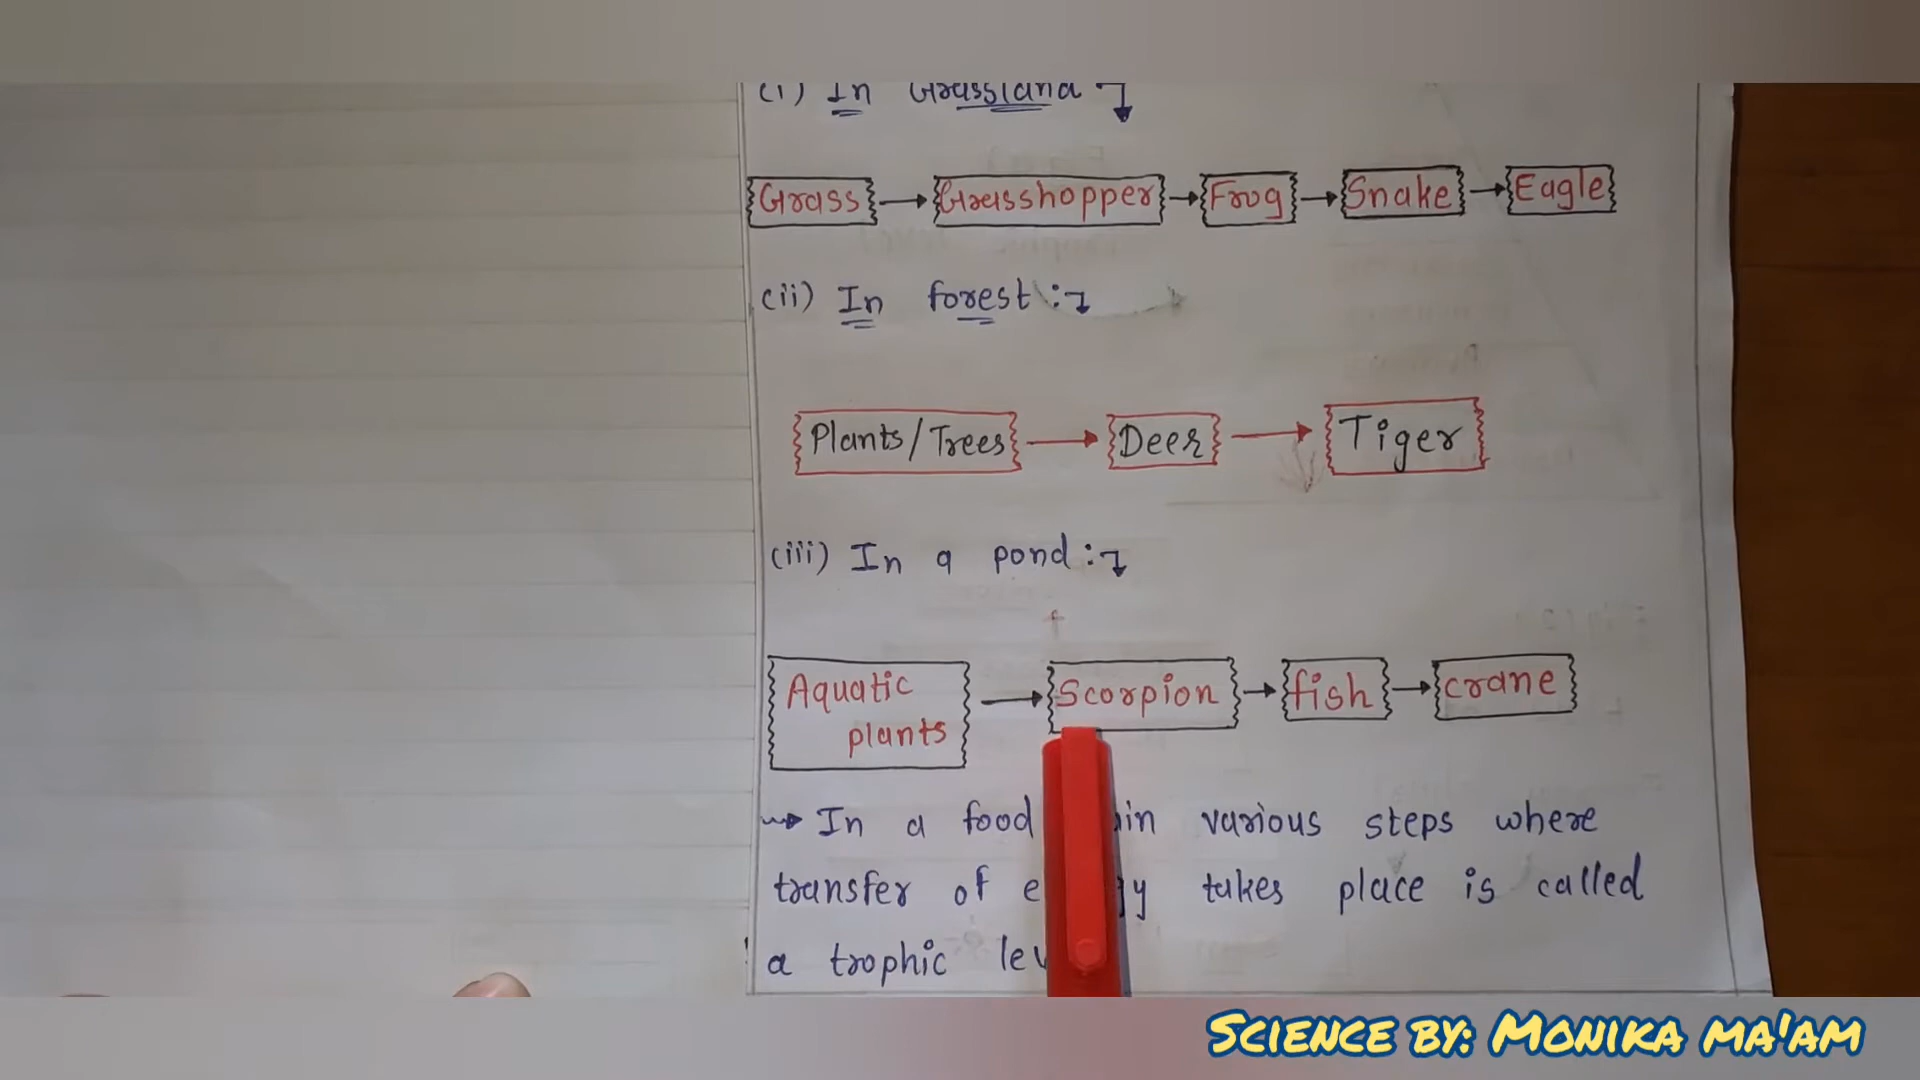 (i) In Grassland
Grass → Grasshopper → Frog → Snake → Eagle
(ii) In forest :
Plants/Trees → Deer → Tiger
(iii) In a pond :
Aquatic plants → Scorpion → fish → crane
In a food in various steps where
transfer of takes place is called
a trophic
Science by: Monika ma'am